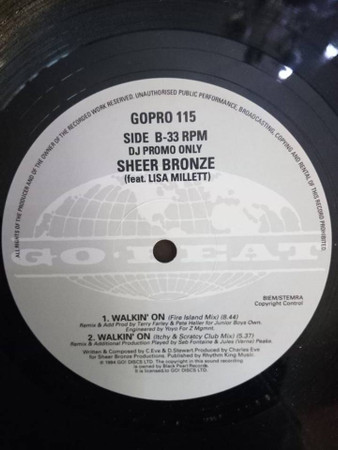 ALL RIGHTS OF THE PRODUCER AND OF THE OWNER OF THE RECORDED WORK RESERVED. UNAUTHORISED PUBLIC PERFORMANCE, BROADCASTING, COPYING AND RENTAL OF THIS RECORD PROHIBITED.
GOPRO 115
SIDE B-33 RPM
DJ PROMO ONLY
SHEER BRONZE
(feat. LISA MILLETT)
GO! BEAT
BIEM/STEMRA
Copyright Control
1. WALKIN' ON (Fire Island Mix) (8.44)
Remix & Add Prod by Terry Farley & Pete Heller for Junior Boys Own.
Engineered by Yoyo For Z Mgmnt.
2. WALKIN' ON (Itchy & Scratcy Club Mix) (5.37)
Remix & Additional Production Played by Seb Fontaine & Jules (Verne) Peake.
Written & Composed by C.Eve & D.Stewart Produced by Charles Eve
for Sheer Bronze Productions. Published by Rhythm King Music.
℗ 1994 GO! DISCS LTD. The copyright in this sound recording
is owned by Black Pearl Records.
It is licensed to GO! DISCS LTD.